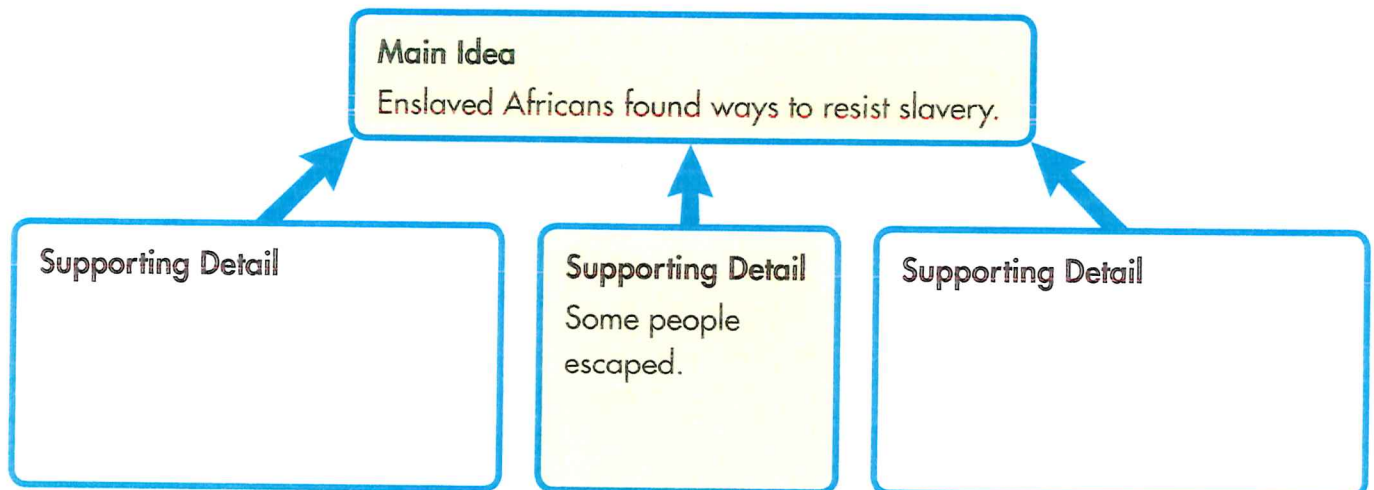 Main Idea
Enslaved Africans found ways to resist slavery.
Supporting Detail
Supporting Detail
Some people
escaped.
Supporting Detail